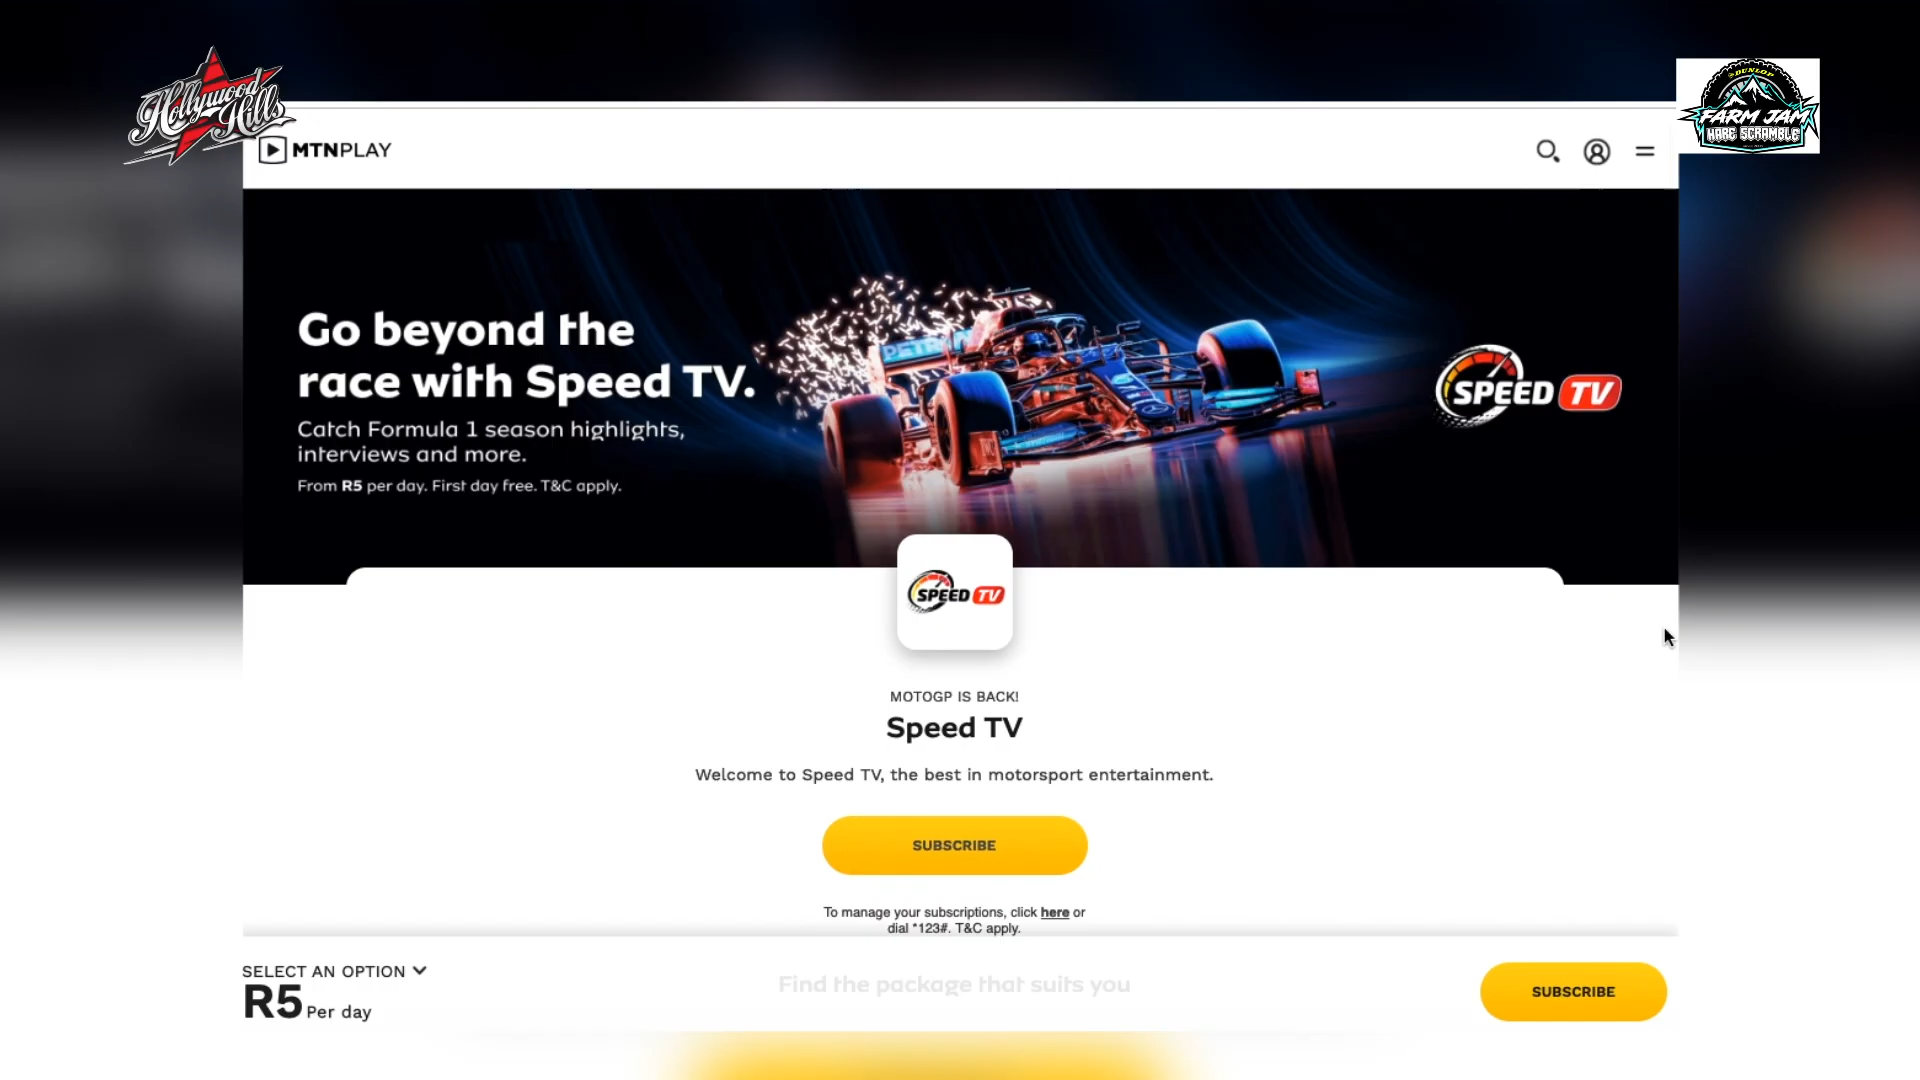 Hollywood
Hills
DUNLOP
FARM JAM
HARE SCRAMBLE
MTNPLAY
Go beyond the
race with Speed TV.
Catch Formula 1 season highlights,
interviews and more.
From R5 per day. First day free. T&C apply.
PETRONAS
SPEED TV
SPEED TV
MOTOGP IS BACK!
Speed TV
Welcome to Speed TV, the best in motorsport entertainment.
SUBSCRIBE
To manage your subscriptions, click here or
dial *123#. T&C apply.
SELECT AN OPTION
R5 Per day
Find the package that suits you
SUBSCRIBE